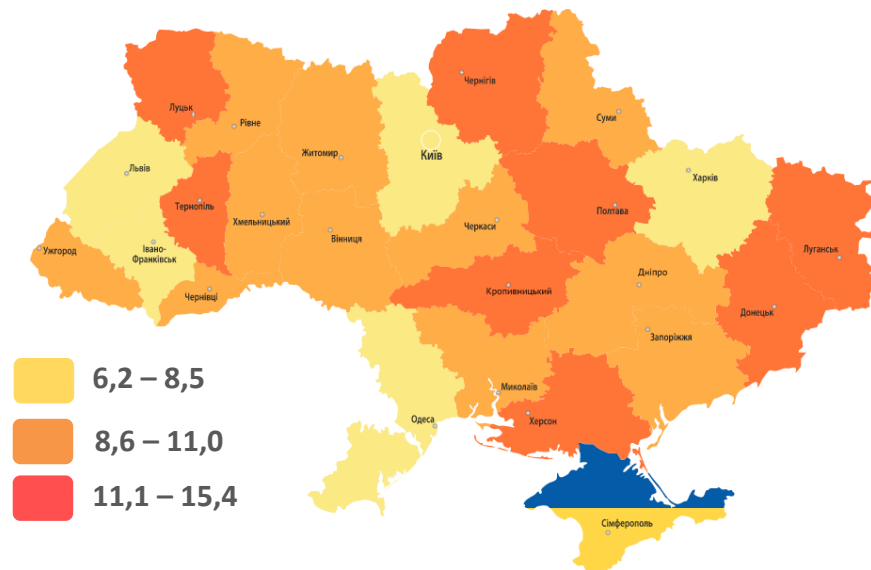 Чернігів
Луцьк
Рівне
Суми
Житомир
Київ
Львів
Харків
Тернопіль
Хмельницький
Полтава
Черкаси
Вінниця
Ужгород
Івано-
Франківськ
Луганськ
Чернівці
Кропивницький
Дніпро
Донецьк
Запоріжжя
Миколаїв
Херсон
Одеса
Сімферополь
6,2 – 8,5
8,6 – 11,0
11,1 – 15,4